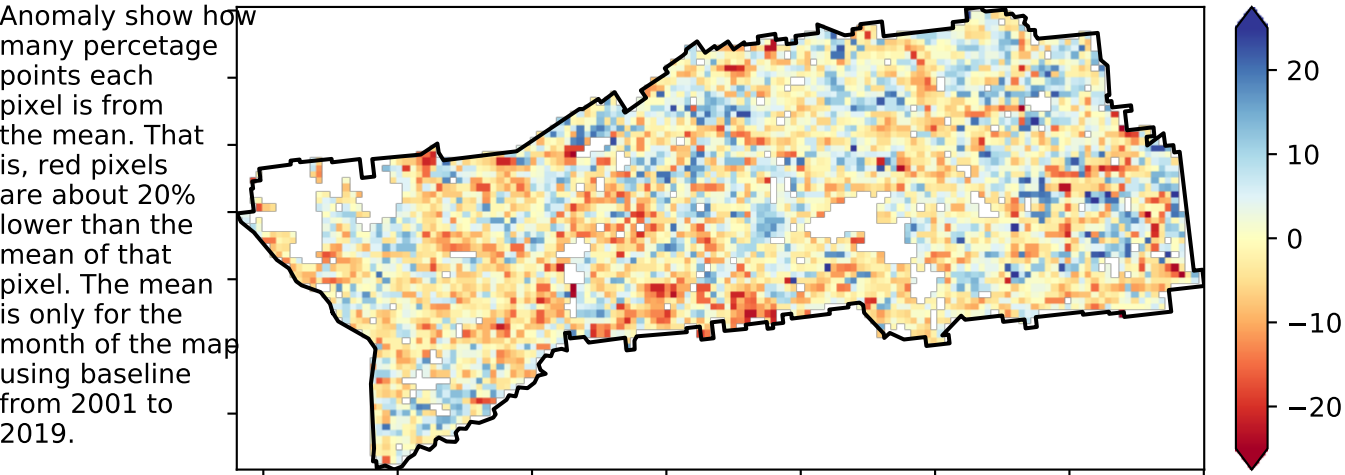 Anomaly show how
many percetage
points each
pixel is from
the mean. That
is, red pixels
are about 20%
lower than the
mean of that
pixel. The mean
is only for the
month of the map
using baseline
from 2001 to
2019.
20
10
0
−10
−20